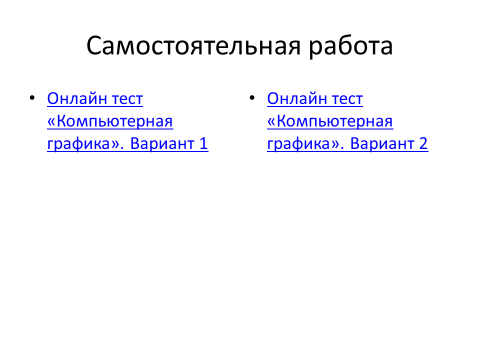 Самостоятельная работа
• Онлайн тест
«Компьютерная
графика». Вариант 1
• Онлайн тест
«Компьютерная
графика». Вариант 2